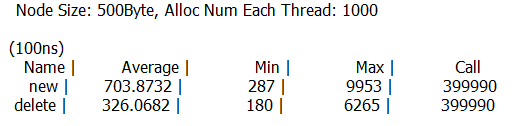 Node Size: 500Byte, Alloc Num Each Thread: 1000
(100ns)
Name | Average | Min | Max | Call
new | 703.8732 | 287 | 9953 | 399990
delete | 326.0682 | 180 | 6265 | 399990